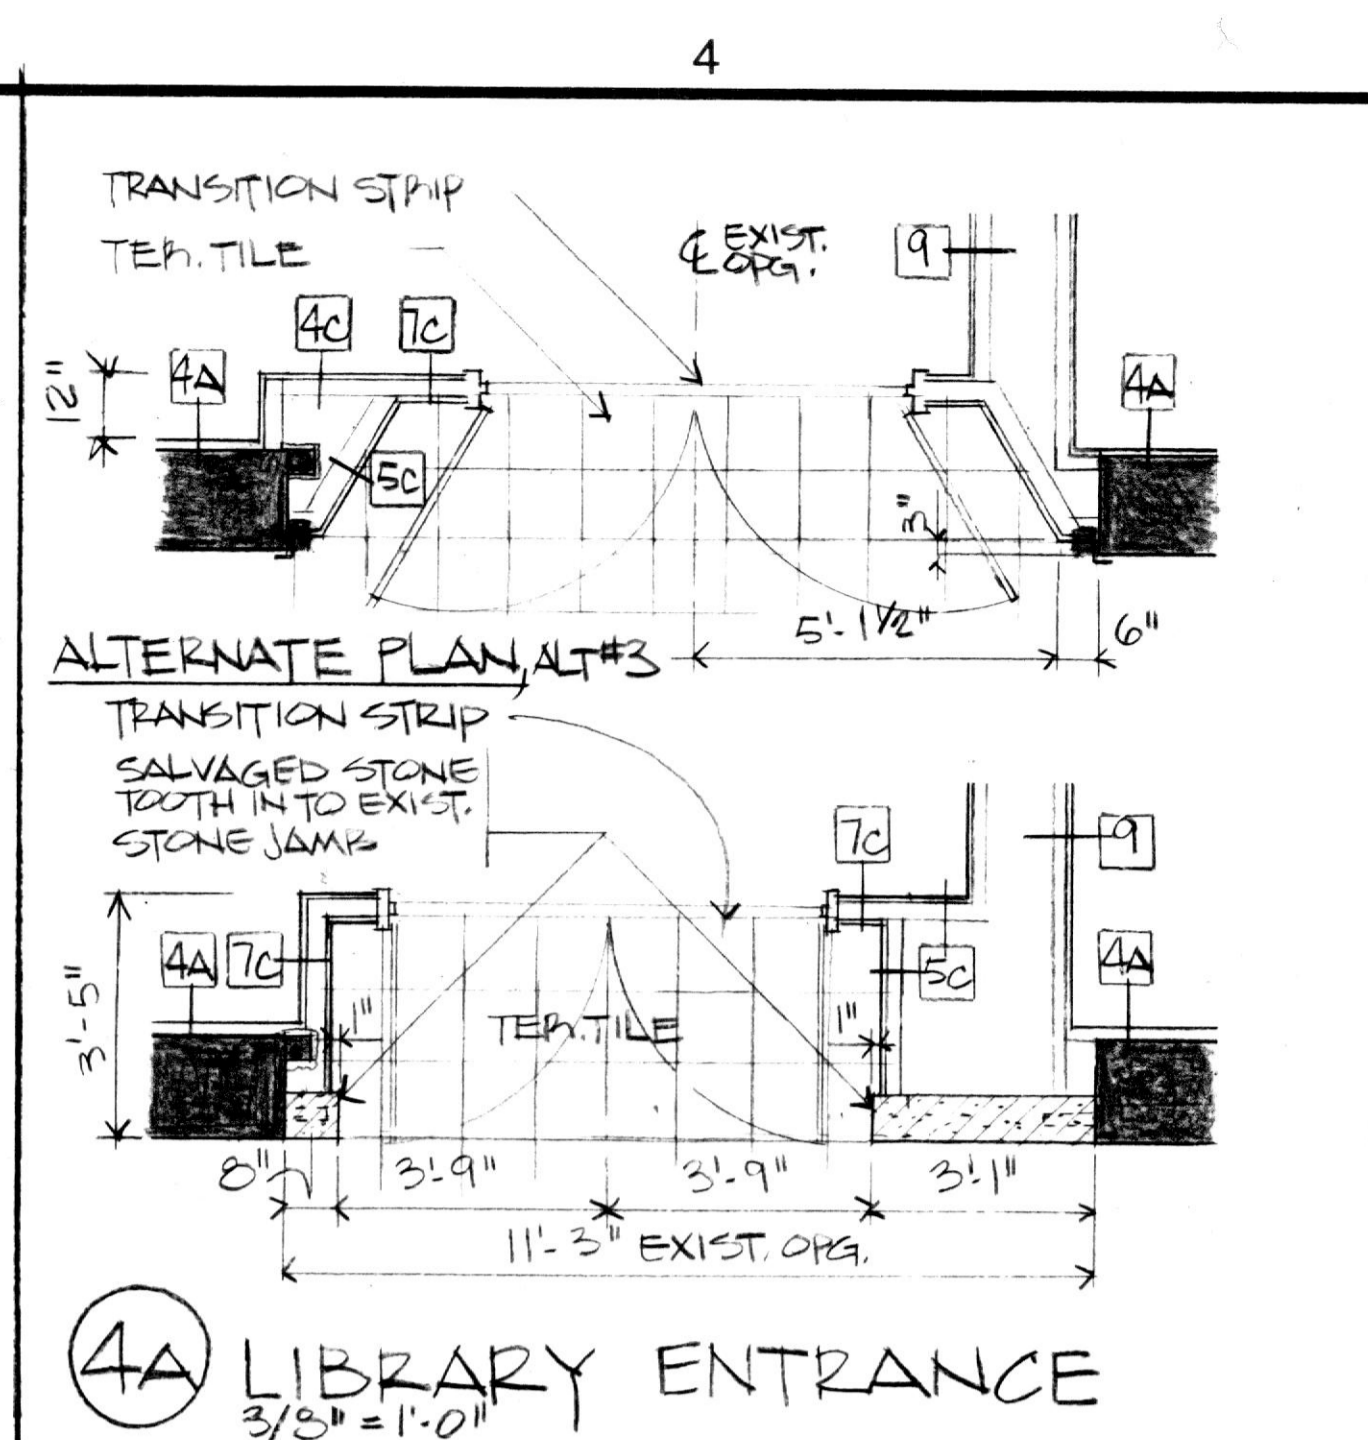 4
TRANSITION STRIP
TER. TILE
℄ EXIST.
OPG.
9
4C
7C
4A
4A
12"
5C
3"
5'-1 1/2"
6"
ALTERNATE PLAN, ALT #3
TRANSITION STRIP
SALVAGED STONE
TOOTH IN TO EXIST.
STONE JAMB
7C
9
4A
7C
5C
4A
3'-5"
1"
TER. TILE
1"
8"
3'-9"
3'-9"
3'-1"
11'-3" EXIST. OPG.
4A
LIBRARY ENTRANCE
3/8" = 1'-0"